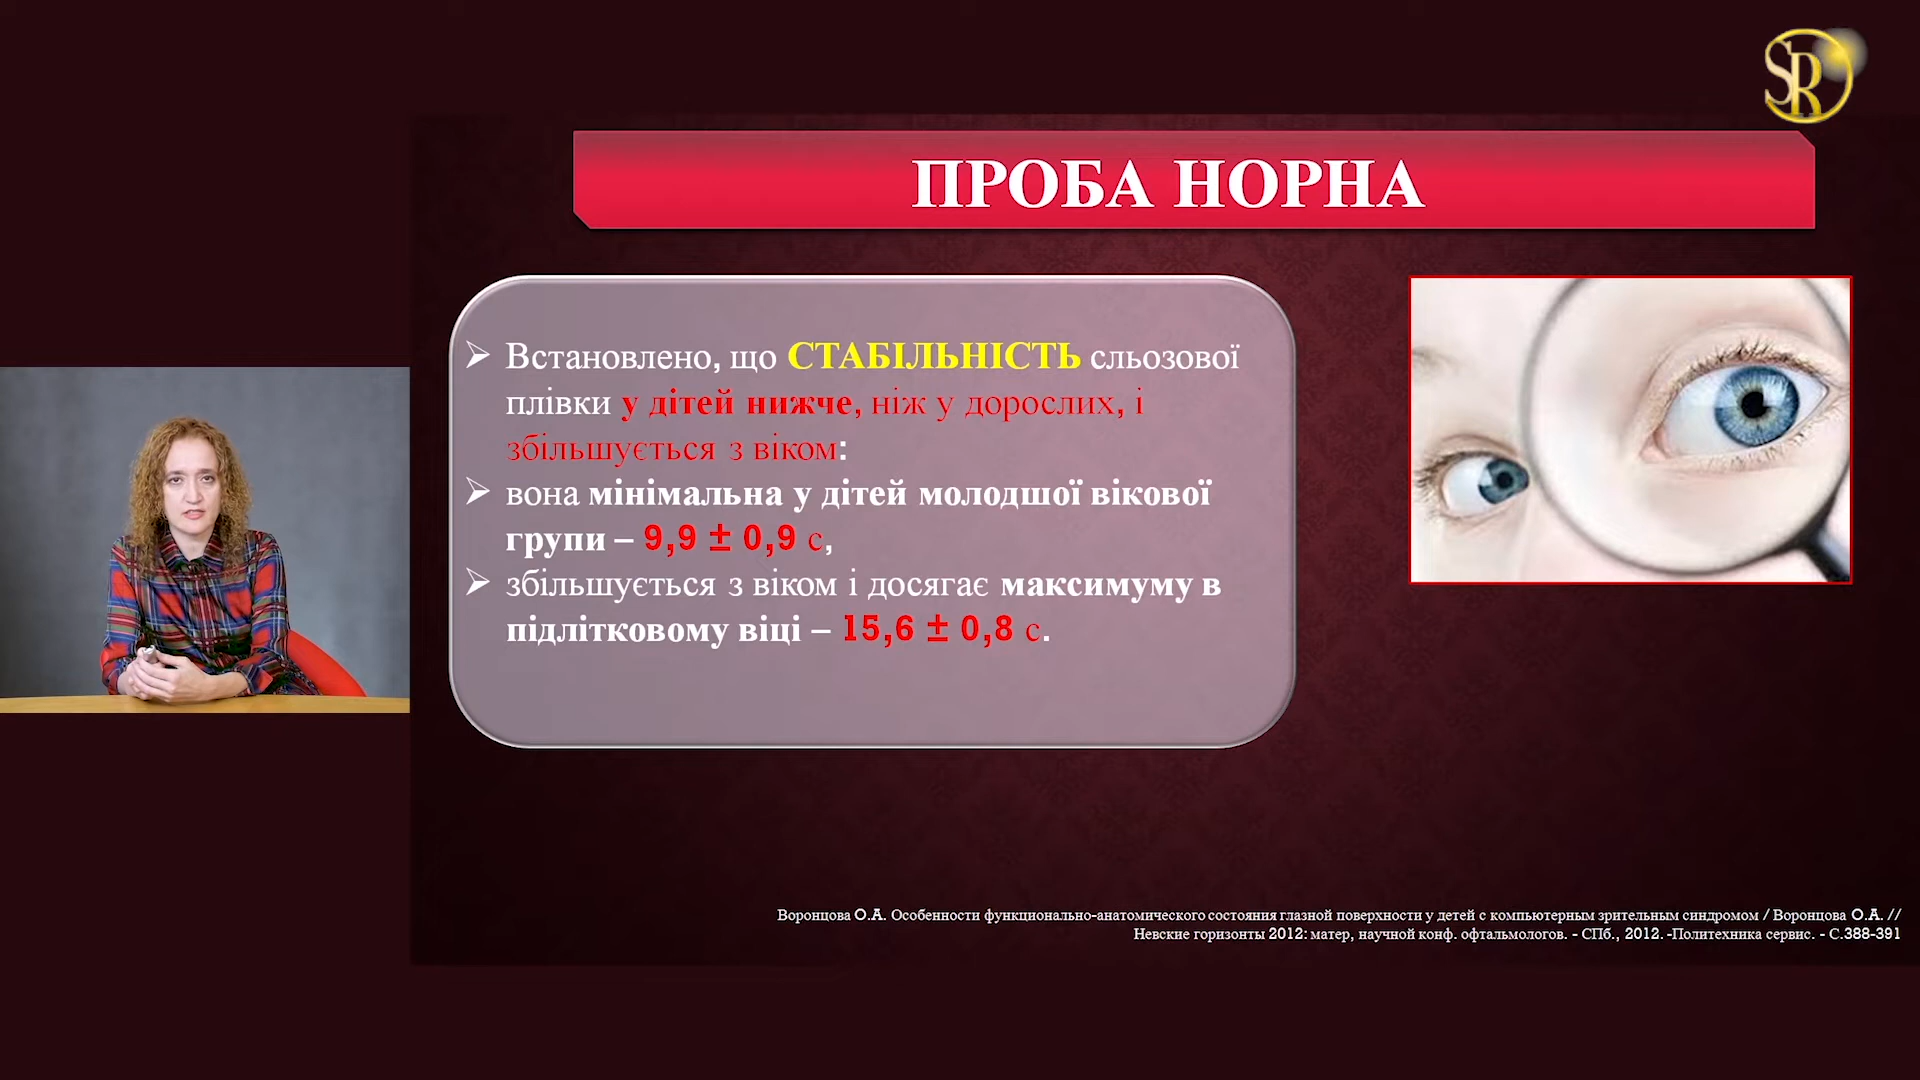 SR
ПРОБА НОРНА
➢ Встановлено, що СТАБІЛЬНІСТЬ сльозової
плівки у дітей нижче, ніж у дорослих, і
збільшується з віком:
➢ вона мінімальна у дітей молодшої вікової
групи – 9,9 ± 0,9 с,
➢ збільшується з віком і досягає максимуму в
підлітковому віці – 15,6 ± 0,8 с.
Воронцова О.А. Особенности функционально-анатомического состояния глазной поверхности у детей с компьютерным зрительным синдромом / Воронцова О.А. //
Невские горизонты 2012: матер, научной конф. офтальмологов. - СПб., 2012. -Политехника сервис. - С.388-391